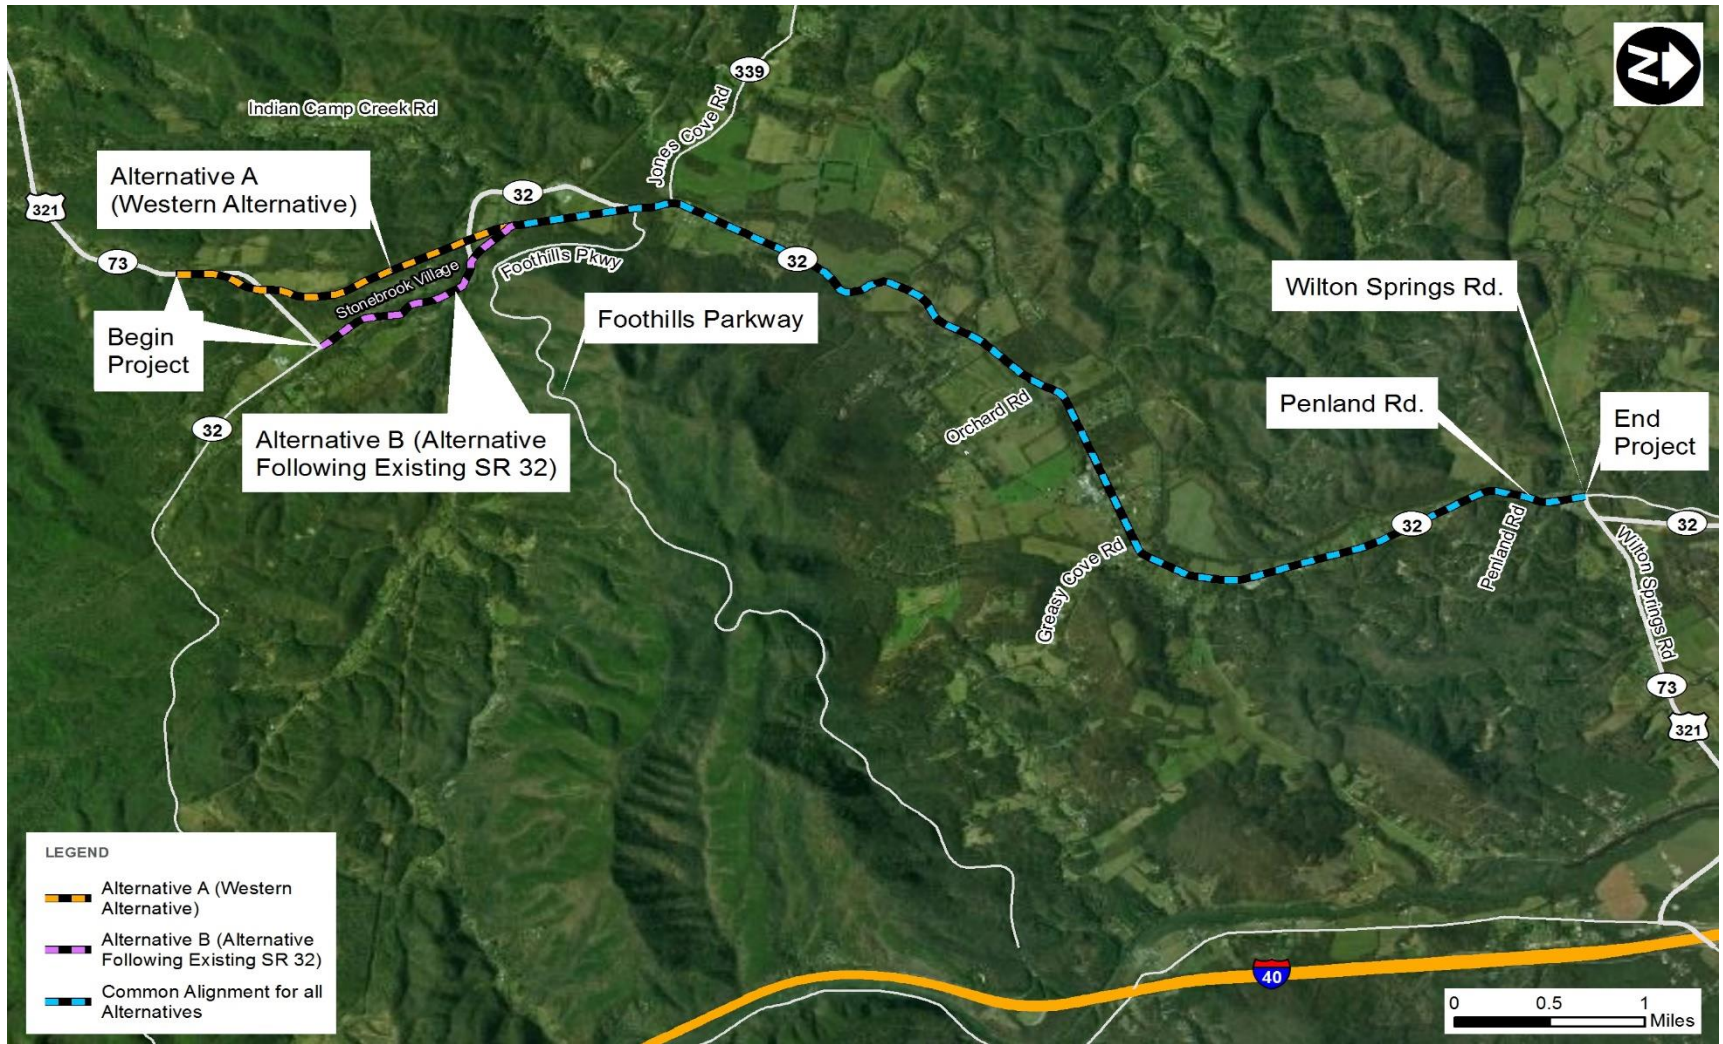 339
Indian Camp Creek Rd
Jones Cove Rd
Alternative A
(Western Alternative)
32
321
73
Foothills Pkwy
32
Stonebrook Village
Wilton Springs Rd.
Begin
Project
Foothills Parkway
Penland Rd.
End
Project
Orchard Rd
32
Alternative B (Alternative
Following Existing SR 32)
32
32
Penland Rd
Wilton Springs Rd
Greasy Cove Rd
73
321
LEGEND
Alternative A (Western
Alternative)
Alternative B (Alternative
Following Existing SR 32)
Common Alignment for all
Alternatives
40
0 0.5 1
Miles
N